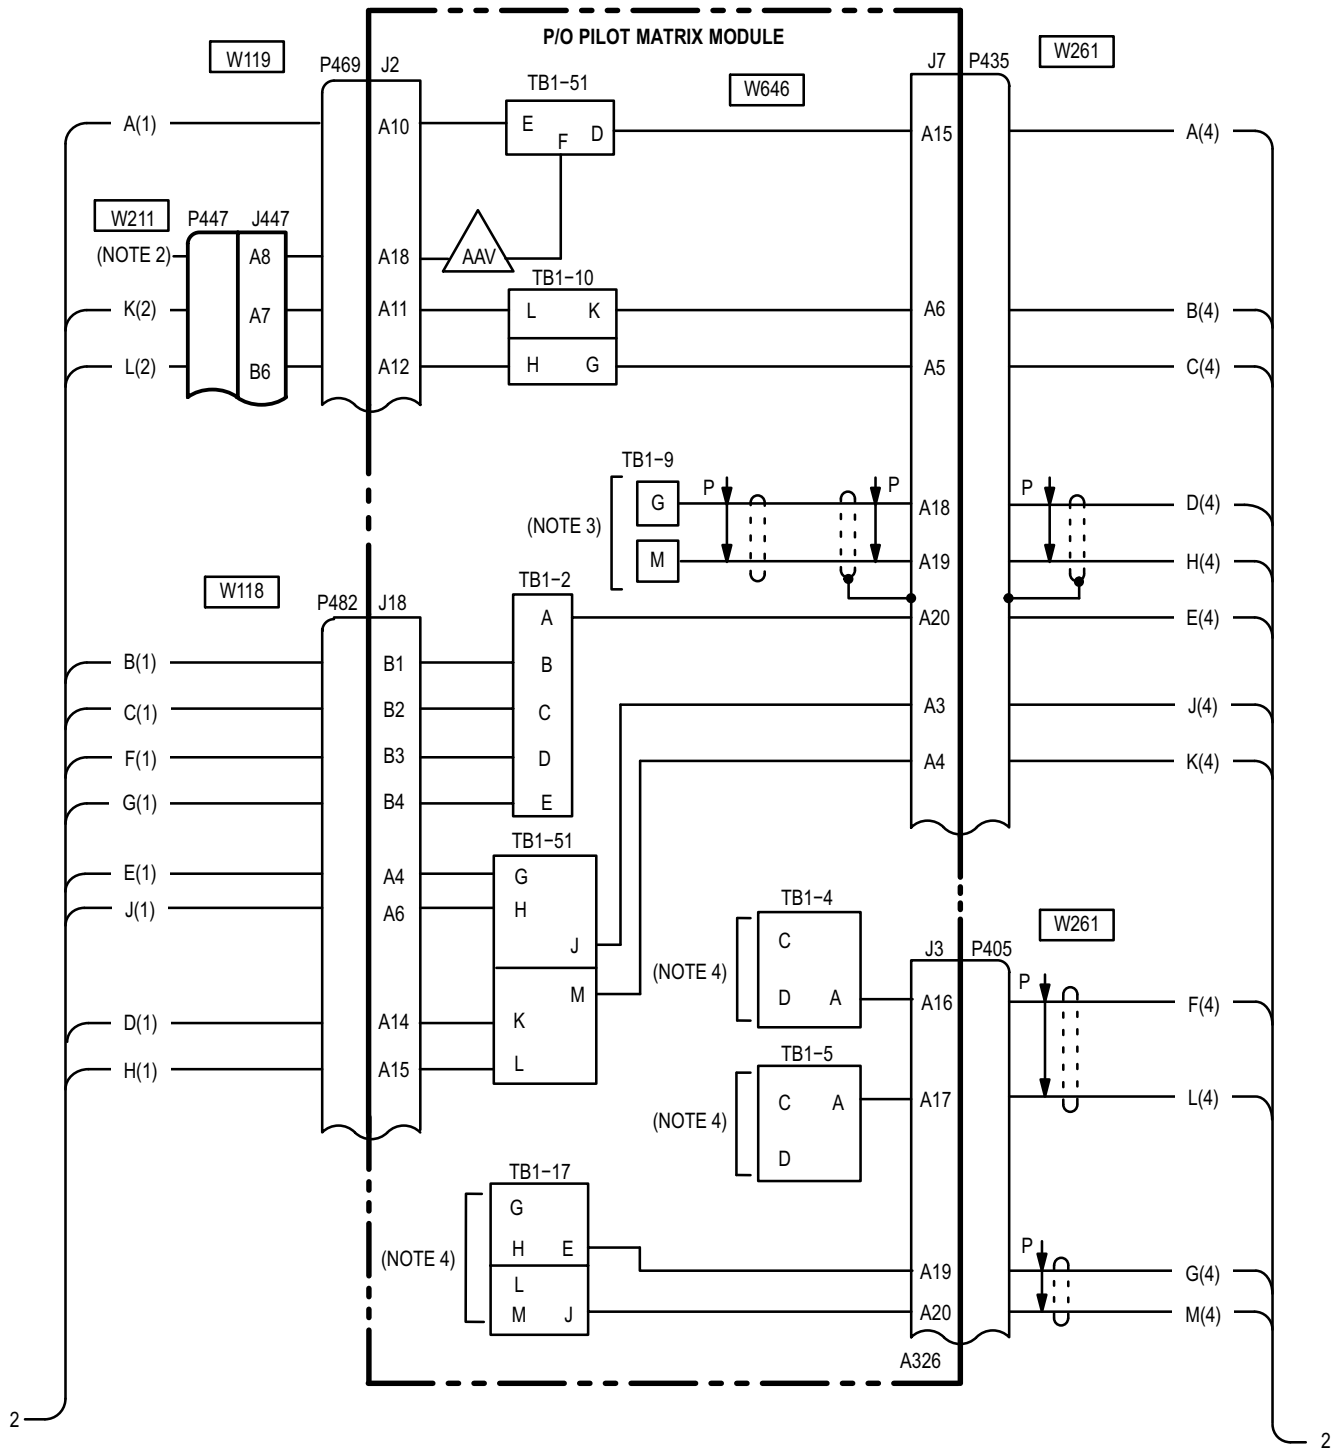 P/O PILOT MATRIX MODULE
W119
P469 J2
TB1−51
W646
J7 P435
W261
A(1)
A10
E F D
A15
A(4)
W211
P447 J447
(NOTE 2)
A8
A18
AAV
TB1−10
K(2)
A7
A11
L K
A6
B(4)
L(2)
B6
A12
H G
A5
C(4)
TB1−9
(NOTE 3)
G
P
P
A18
P
D(4)
M
A19
H(4)
W118
P482 J18
TB1−2
A
A20
E(4)
B(1)
B1
B
C(1)
B2
C
A3
J(4)
F(1)
B3
D
A4
K(4)
G(1)
B4
E
TB1−51
E(1)
A4
G
J(1)
A6
H
J
M
D(1)
A14
K
H(1)
A15
L
TB1−4
W261
(NOTE 4)
C
D A
J3 P405
P
A16
F(4)
TB1−5
(NOTE 4)
C A
D
A17
L(4)
TB1−17
(NOTE 4)
G
H E
L
M J
P
A19
G(4)
A20
M(4)
A326
2
2